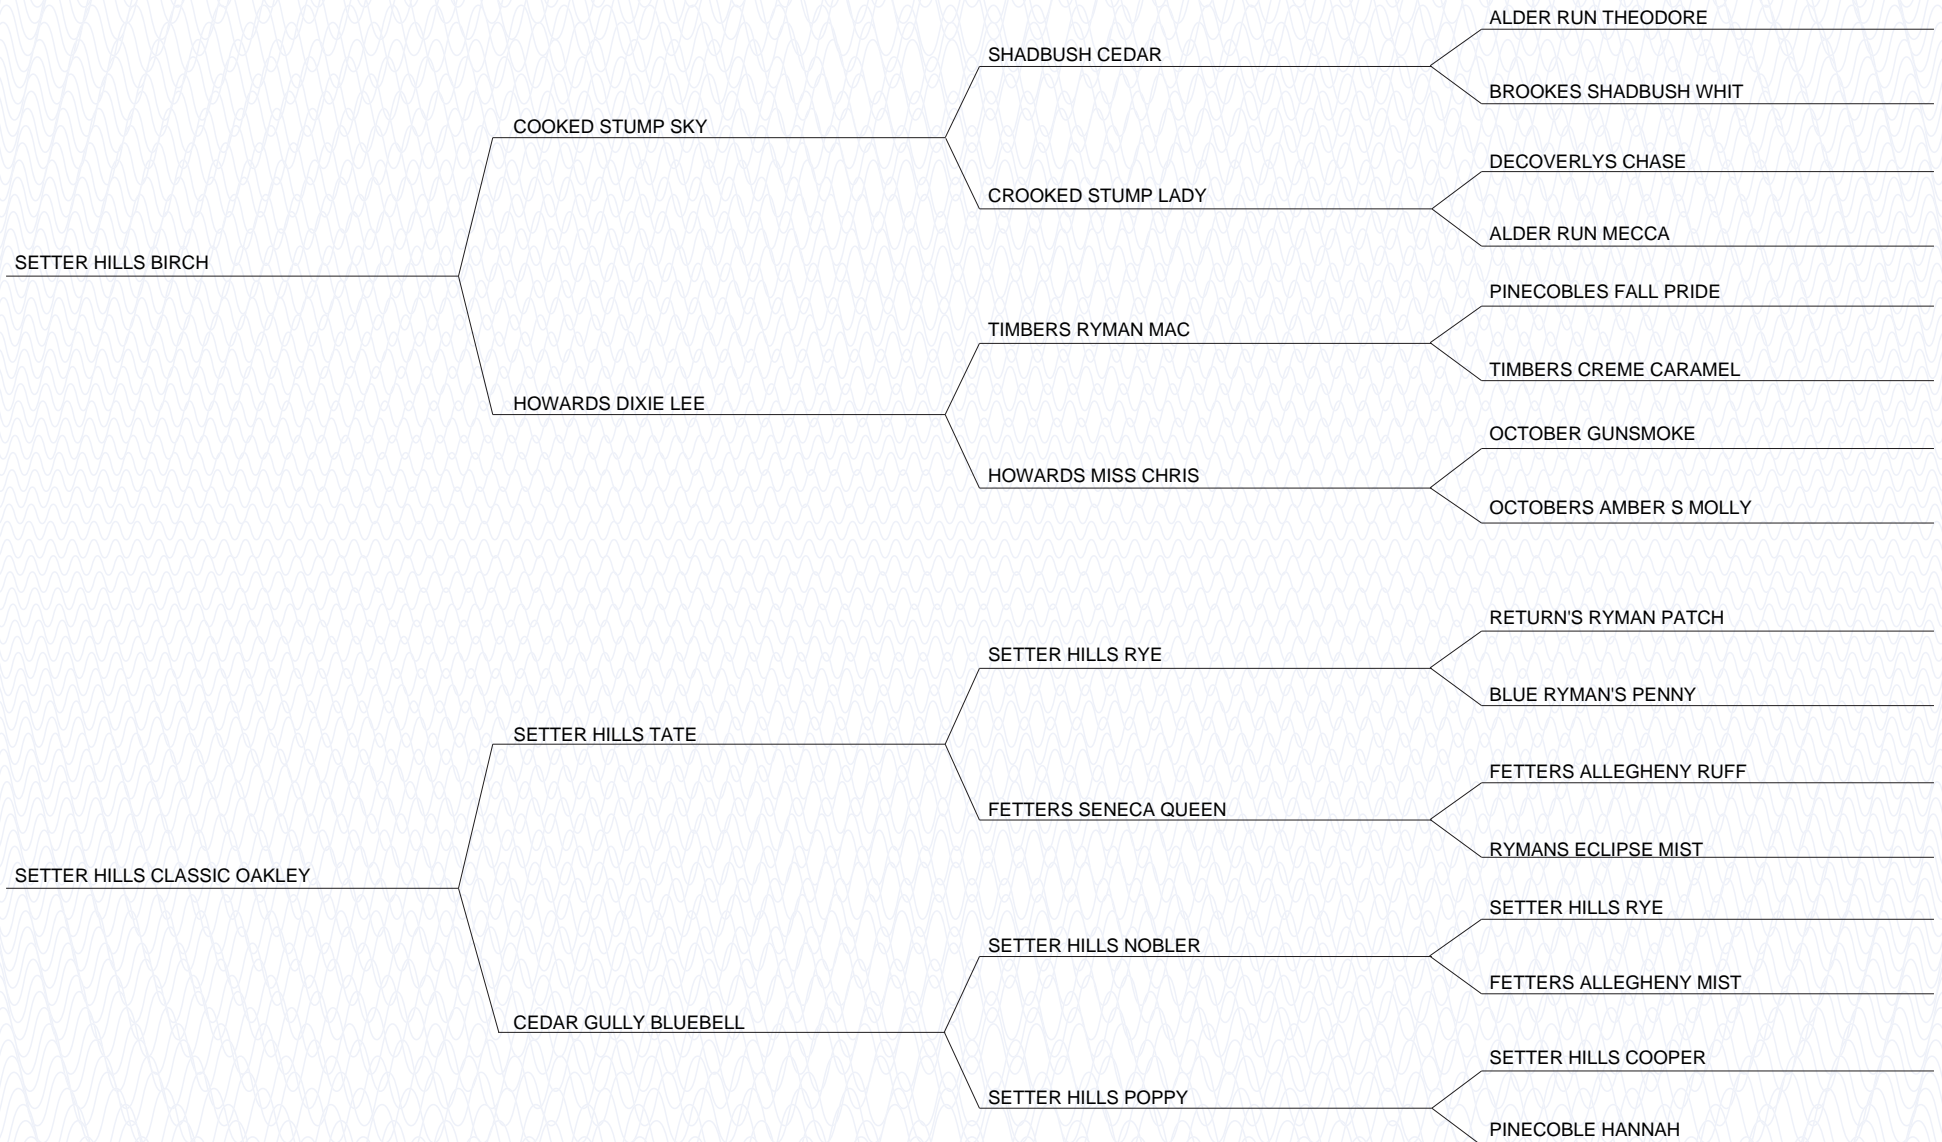 ALDER RUN THEODORE
SHADBUSH CEDAR
BROOKES SHADBUSH WHIT
COOKED STUMP SKY
DECOVERLYS CHASE
CROOKED STUMP LADY
ALDER RUN MECCA
SETTER HILLS BIRCH
PINECOBLES FALL PRIDE
TIMBERS RYMAN MAC
TIMBERS CREME CARAMEL
HOWARDS DIXIE LEE
OCTOBER GUNSMOKE
HOWARDS MISS CHRIS
OCTOBERS AMBER S MOLLY
RETURN'S RYMAN PATCH
SETTER HILLS RYE
BLUE RYMAN'S PENNY
SETTER HILLS TATE
FETTERS ALLEGHENY RUFF
FETTERS SENECA QUEEN
RYMANS ECLIPSE MIST
SETTER HILLS CLASSIC OAKLEY
SETTER HILLS RYE
SETTER HILLS NOBLER
FETTERS ALLEGHENY MIST
CEDAR GULLY BLUEBELL
SETTER HILLS COOPER
SETTER HILLS POPPY
PINECOBLE HANNAH